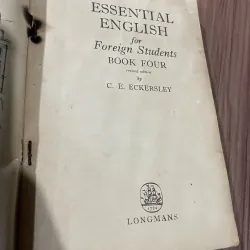 ESSENTIAL
ENGLISH
for
Foreign Students
BOOK FOUR
revised edition
by
C. E. ECKERSLEY
LONGMANS